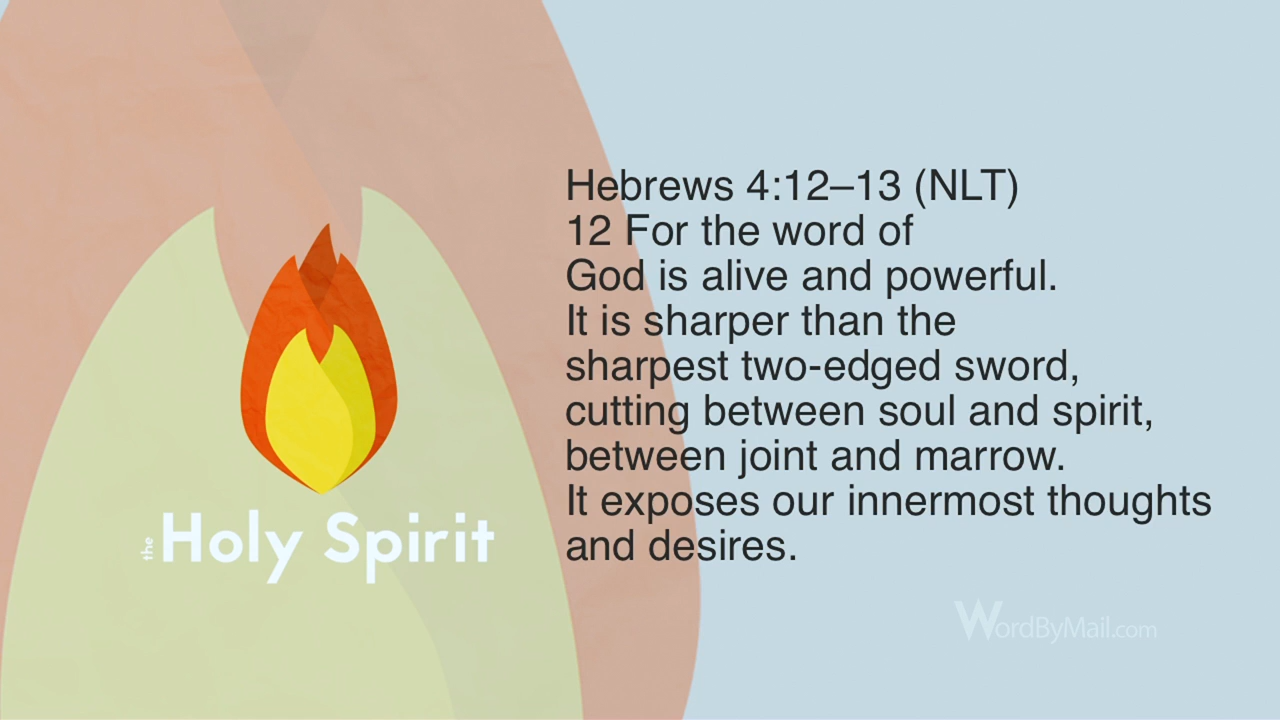 the Holy Spirit
Hebrews 4:12–13 (NLT)
12 For the word of
God is alive and powerful.
It is sharper than the
sharpest two-edged sword,
cutting between soul and spirit,
between joint and marrow.
It exposes our innermost thoughts
and desires.
WordByMail.com